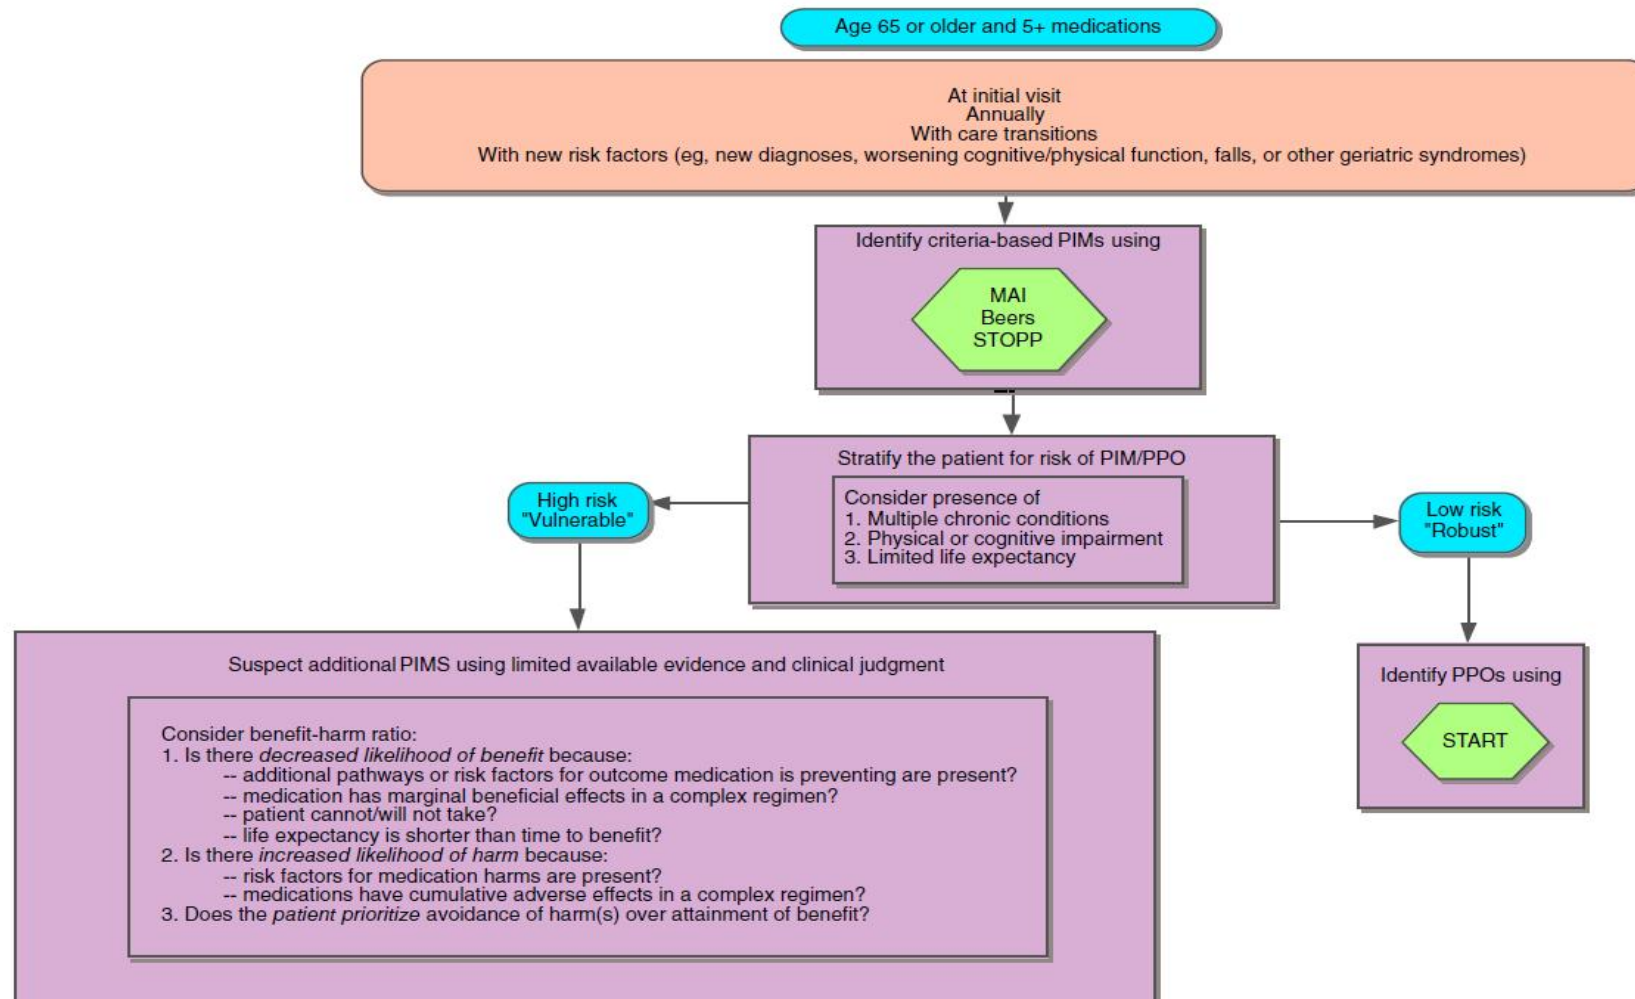 Age 65 or older and 5+ medications
At initial visit
Annually
With care transitions
With new risk factors (eg, new diagnoses, worsening cognitive/physical function, falls, or other geriatric syndromes)
Identify criteria-based PIMs using
MAI
Beers
STOPP
Stratify the patient for risk of PIM/PPO
Consider presence of
1. Multiple chronic conditions
2. Physical or cognitive impairment
3. Limited life expectancy
High risk
"Vulnerable"
Low risk
"Robust"
Suspect additional PIMS using limited available evidence and clinical judgment
Consider benefit-harm ratio:
1. Is there decreased likelihood of benefit because:
-- additional pathways or risk factors for outcome medication is preventing are present?
-- medication has marginal beneficial effects in a complex regimen?
-- patient cannot/will not take?
-- life expectancy is shorter than time to benefit?
2. Is there increased likelihood of harm because:
-- risk factors for medication harms are present?
-- medications have cumulative adverse effects in a complex regimen?
3. Does the patient prioritize avoidance of harm(s) over attainment of benefit?
Identify PPOs using
START